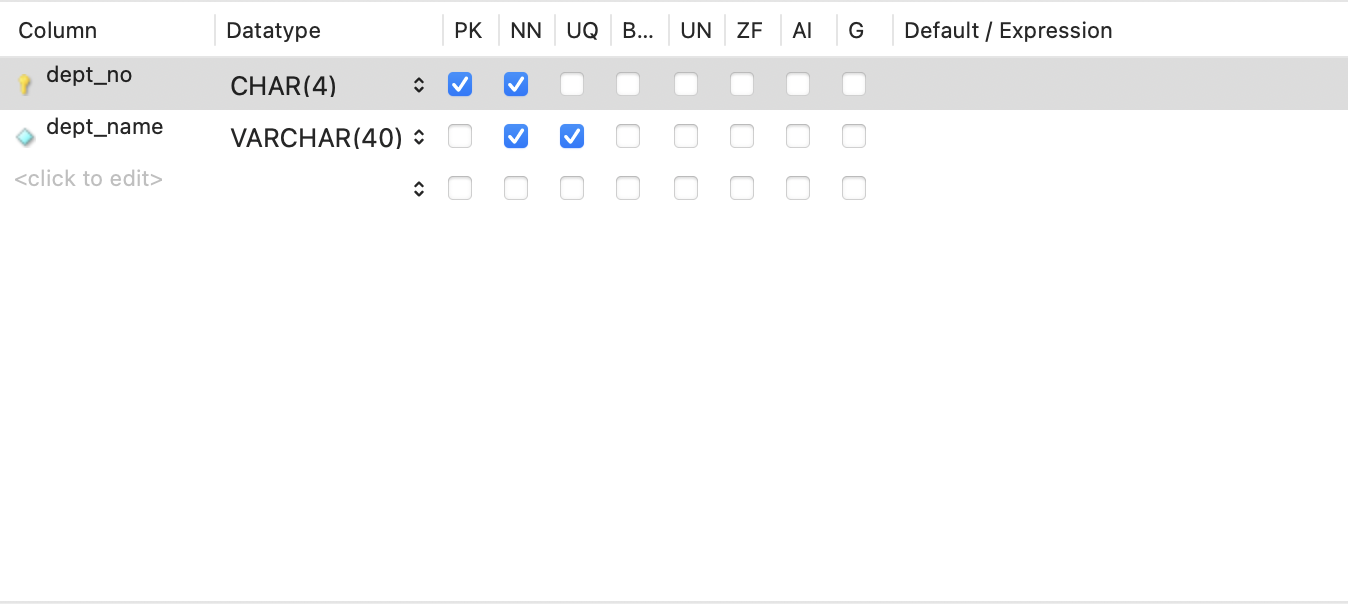 Column Datatype PK NN UQ B... UN ZF AI G Default / Expression
dept_no CHAR(4)
dept_name VARCHAR(40)
<click to edit>